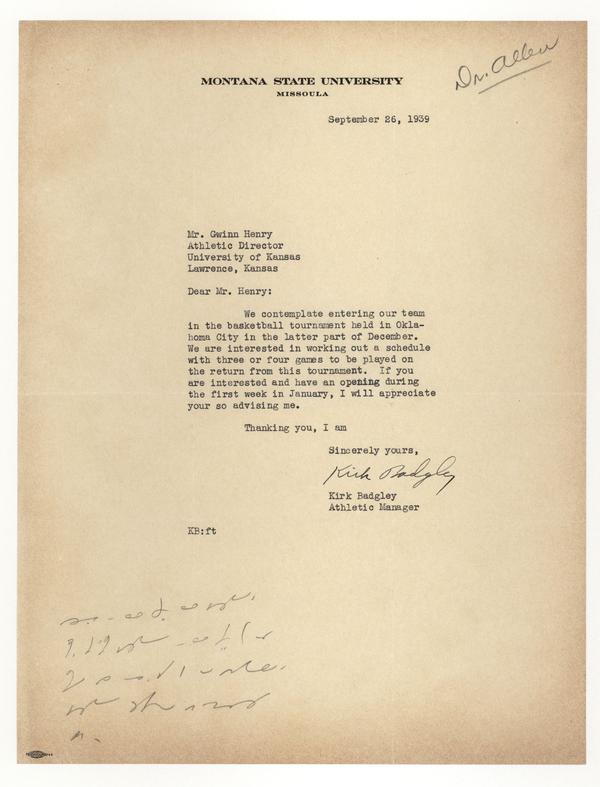 Dr. Allen
MONTANA STATE UNIVERSITY
MISSOULA
September 26, 1939
Mr. Gwinn Henry
Athletic Director
University of Kansas
Lawrence, Kansas
Dear Mr. Henry:
We contemplate entering our team
in the basketball tournament held in Okla-
homa City in the latter part of December.
We are interested in working out a schedule
with three or four games to be played on
the return from this tournament. If you
are interested and have an opening during
the first week in January, I will appreciate
your so advising me.
Thanking you, I am
Sincerely yours,
Kirk Badgley
Kirk Badgley
Athletic Manager
KB:ft